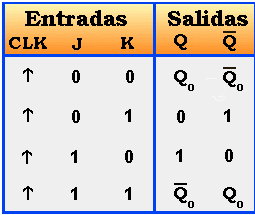 Entradas Salidas
CLK J K Q Q̅
↑ 0 0 Q₀ Q̅₀
↑ 0 1 0 1
↑ 1 0 1 0
↑ 1 1 Q̅₀ Q₀